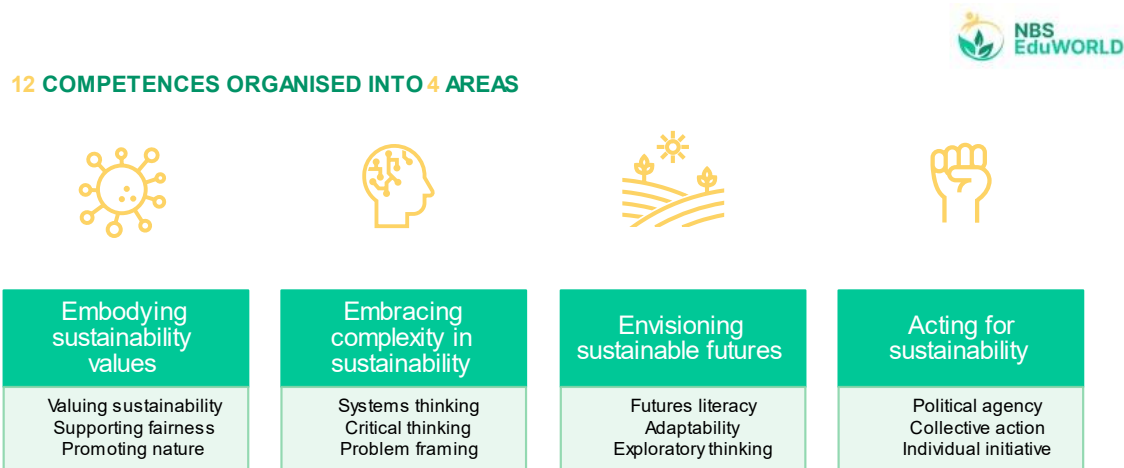 NBS
EduWORLD
12 COMPETENCES ORGANISED INTO 4 AREAS
Embodying
sustainability
values
Valuing sustainability
Supporting fairness
Promoting nature
Embracing
complexity in
sustainability
Systems thinking
Critical thinking
Problem framing
Envisioning
sustainable futures
Futures literacy
Adaptability
Exploratory thinking
Acting for
sustainability
Political agency
Collective action
Individual initiative